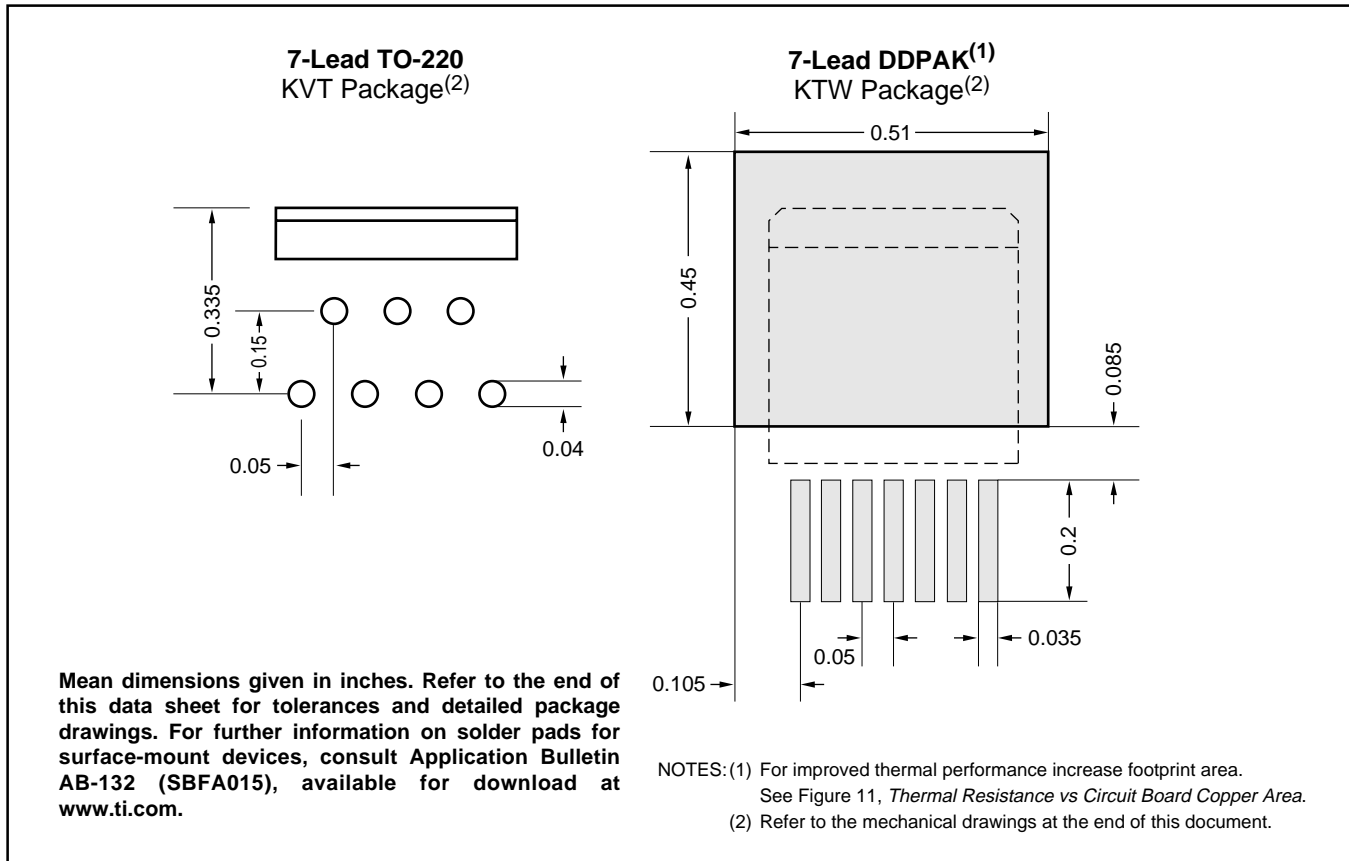 7-Lead TO-220
KVT Package(2)
0.335
0.15
0.05
0.04
7-Lead DDPAK(1)
KTW Package(2)
0.51
0.45
0.085
0.2
0.05
0.035
0.105
Mean dimensions given in inches. Refer to the end of
this data sheet for tolerances and detailed package
drawings. For further information on solder pads for
surface-mount devices, consult Application Bulletin
AB-132 (SBFA015), available for download at
www.ti.com.
NOTES:(1) For improved thermal performance increase footprint area.
See Figure 11, Thermal Resistance vs Circuit Board Copper Area.
(2) Refer to the mechanical drawings at the end of this document.